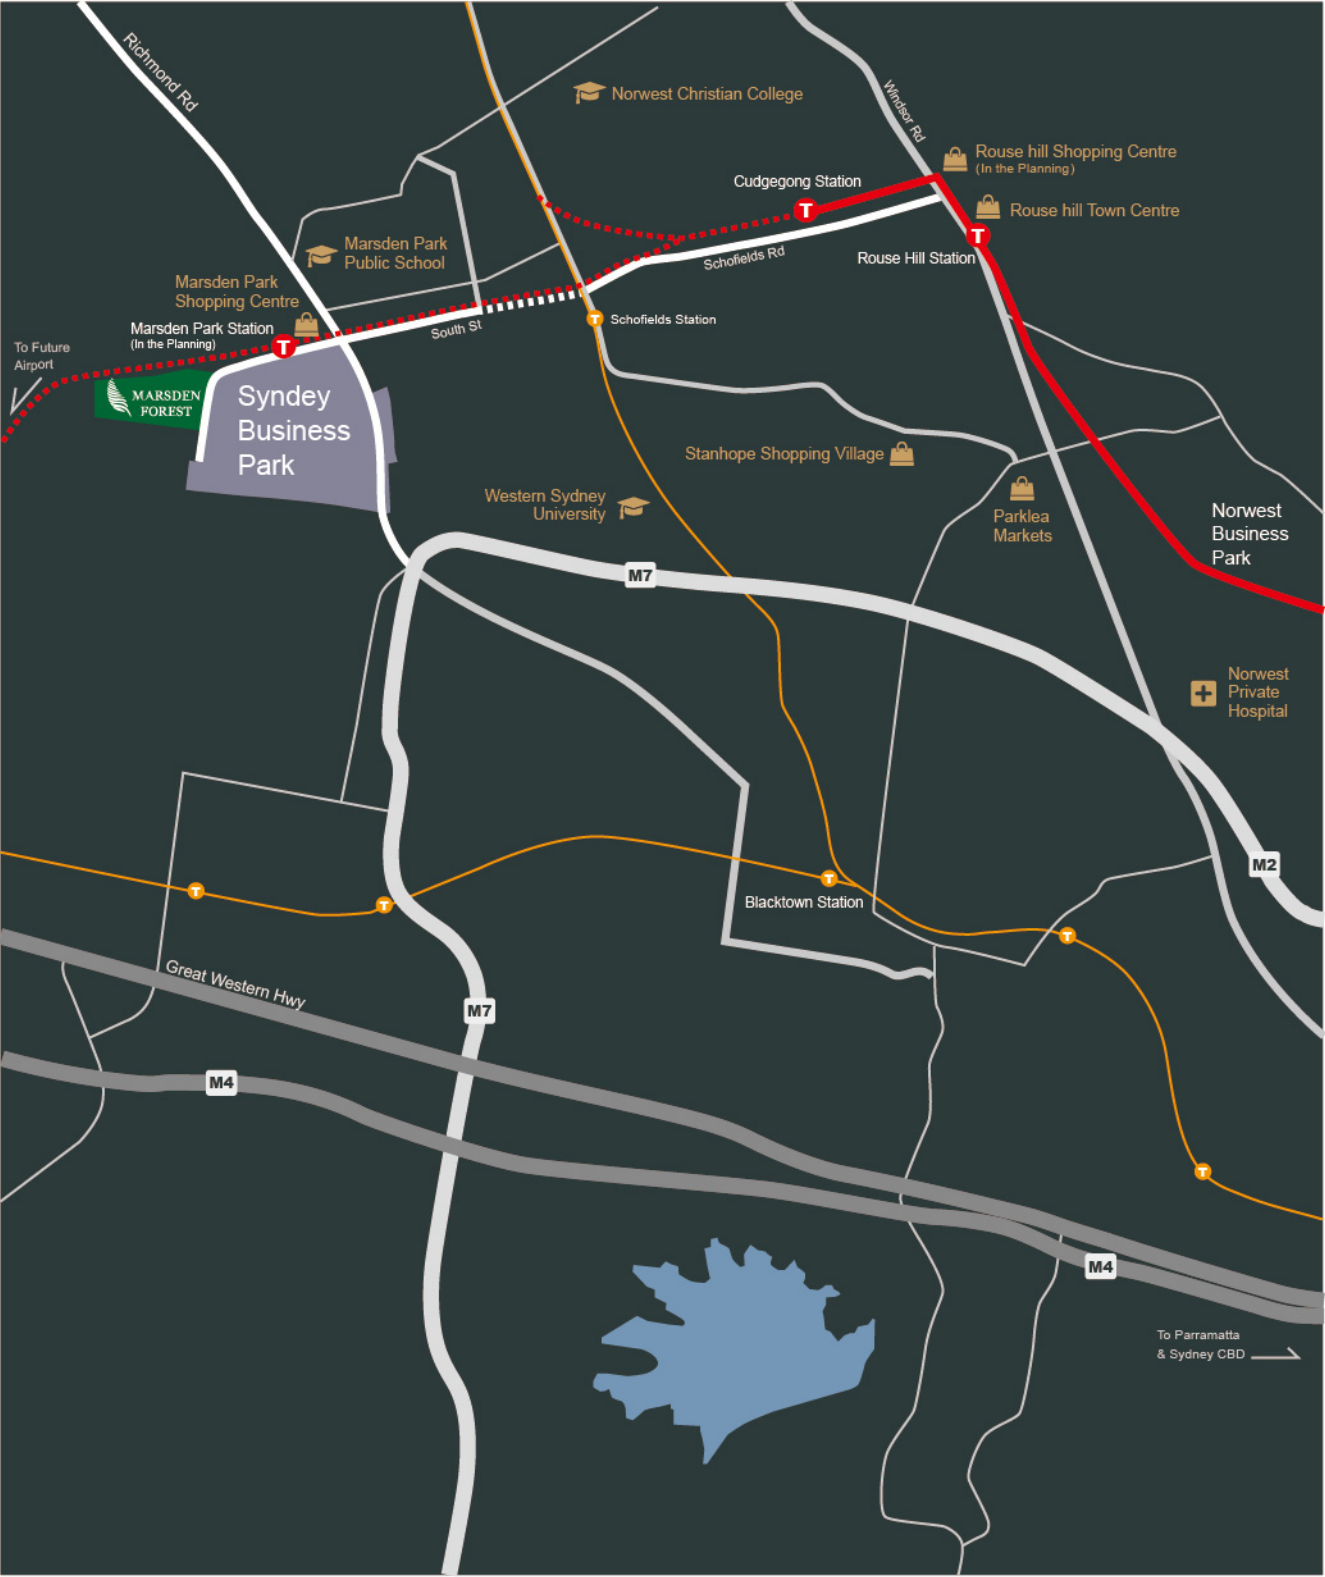 Richmond Rd
Norwest Christian College
Windsor Rd
Rouse hill Shopping Centre
(In the Planning)
Cudgegong Station
T
Rouse hill Town Centre
T
Rouse Hill Station
Schofields Rd
Marsden Park
Public School
Marsden Park
Shopping Centre
Marsden Park Station
(In the Planning)
T
South St
T
Schofields Station
To Future
Airport
MARSDEN
FOREST
Syndey
Business
Park
Stanhope Shopping Village
Western Sydney
University
Parklea
Markets
Norwest
Business
Park
M7
Norwest
Private
Hospital
M2
T
T
T
Blacktown Station
T
Great Western Hwy
M7
M4
T
M4
To Parramatta
& Sydney CBD